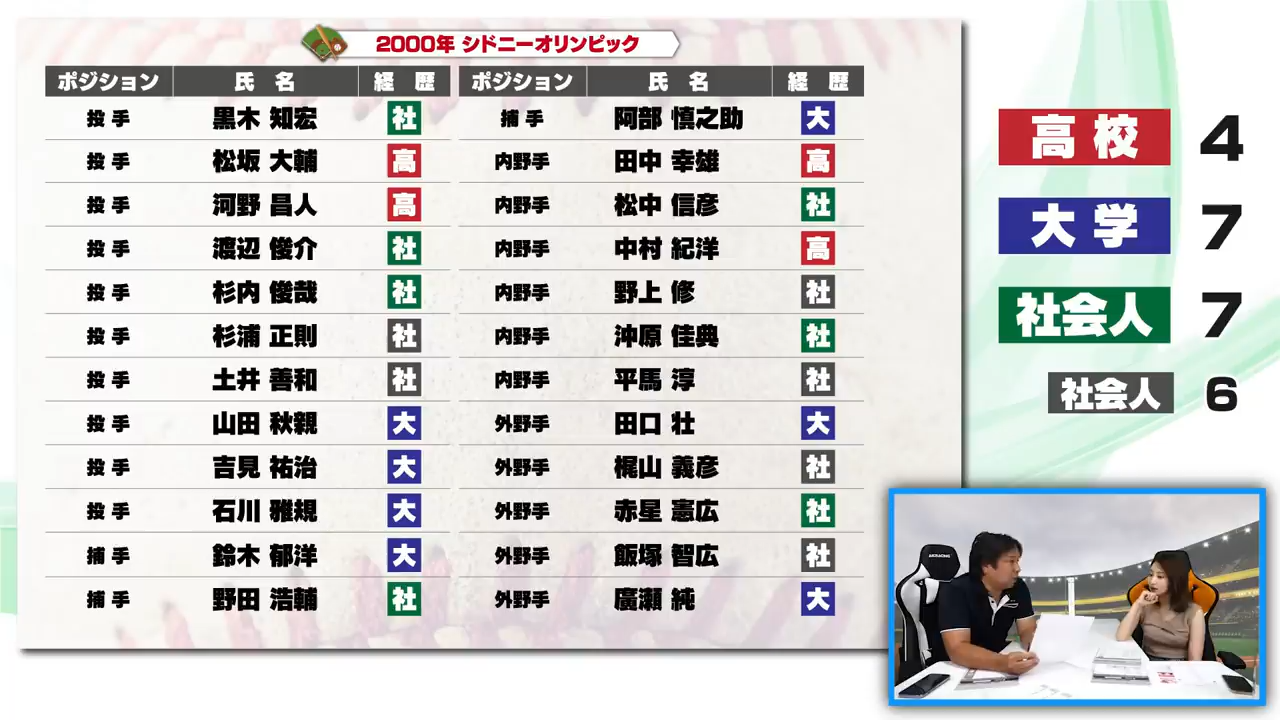 2000年 シドニーオリンピック
ポジション 氏 名 経 歴 ポジション 氏 名 経 歴
投手 黒木 知宏 社 捕手 阿部 慎之助 大
投手 松坂 大輔 高 内野手 田中 幸雄 高
投手 河野 昌人 高 内野手 松中 信彦 社
投手 渡辺 俊介 社 内野手 中村 紀洋 高
投手 杉内 俊哉 社 内野手 野上 修 社
投手 杉浦 正則 社 内野手 沖原 佳典 社
投手 土井 善和 社 内野手 平馬 淳 社
投手 山田 秋親 大 外野手 田口 壮 大
投手 吉見 祐治 大 外野手 梶山 義彦 社
投手 石川 雅規 大 外野手 赤星 憲広 社
捕手 鈴木 郁洋 大 外野手 飯塚 智広 社
捕手 野田 浩輔 社 外野手 廣瀬 純 大
高校 4
大学 7
社会人 7
社会人 6
AKRACING